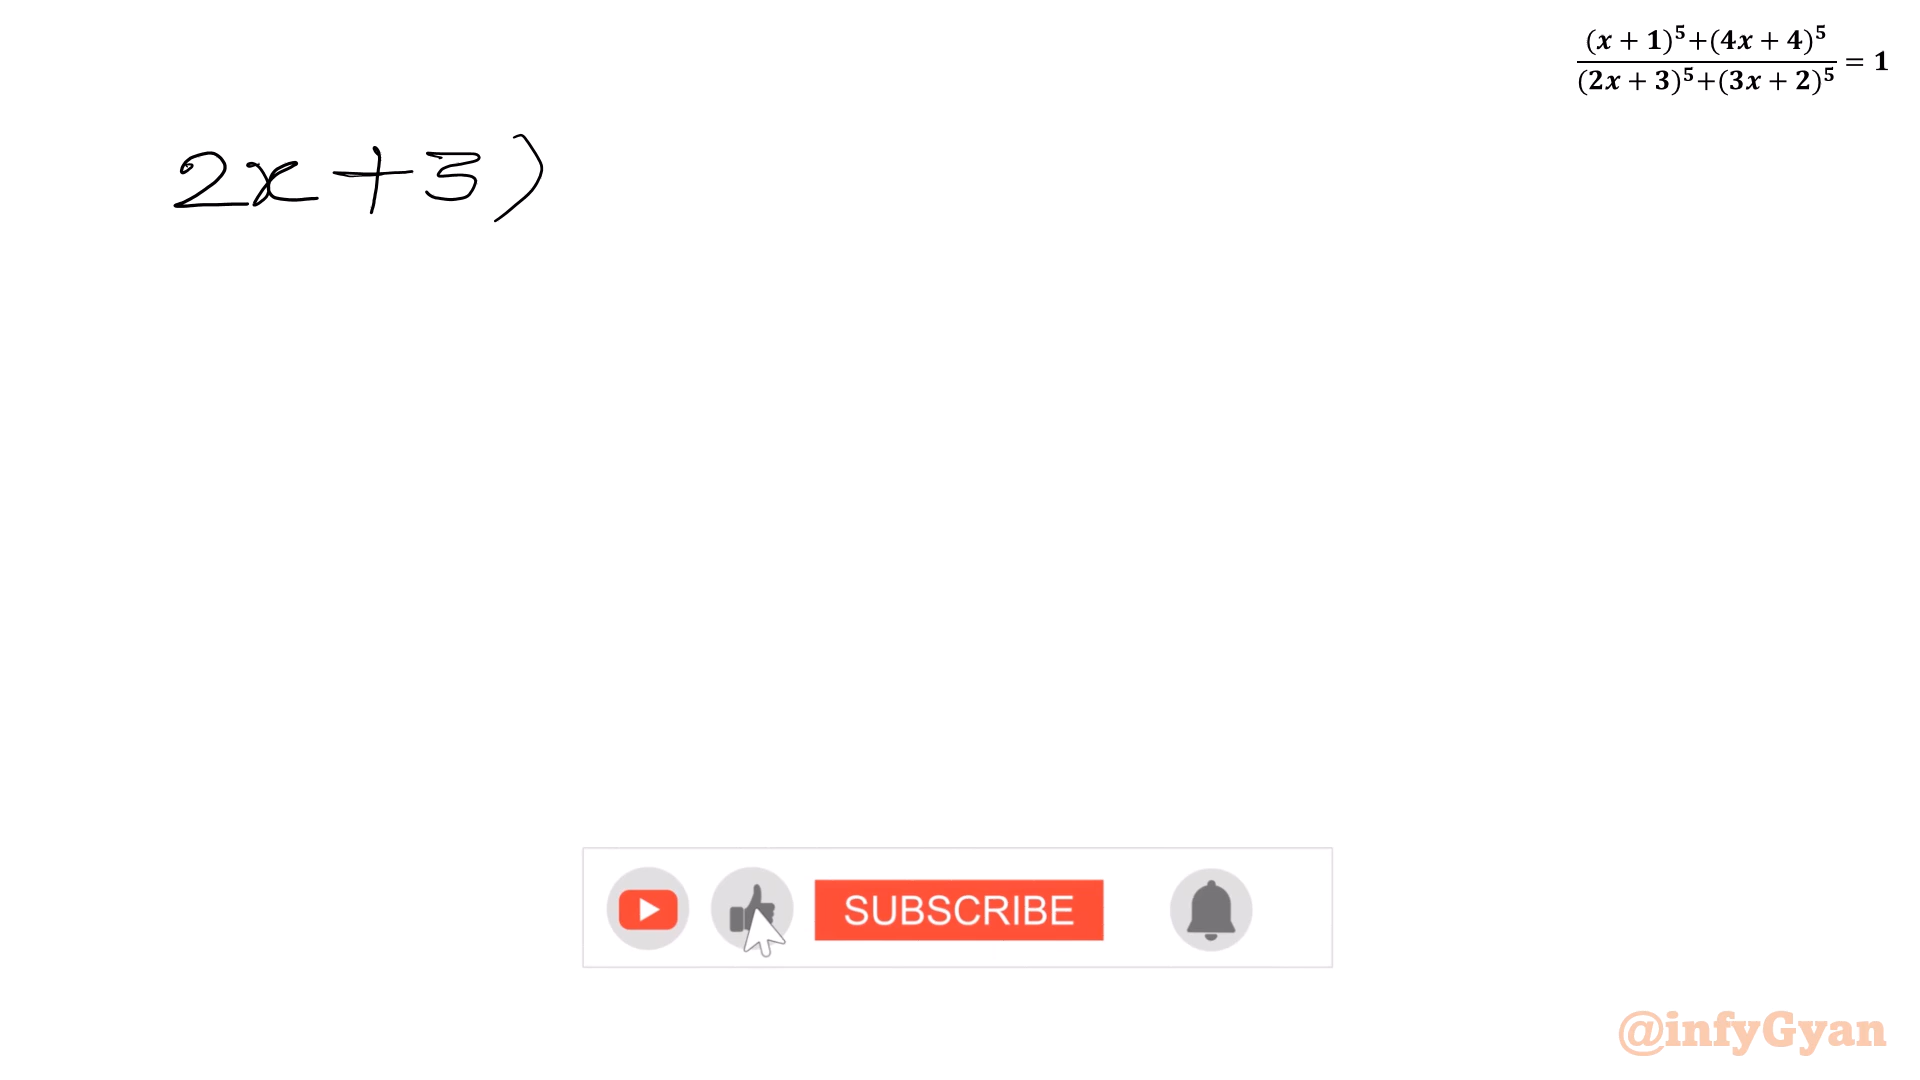 (x + 1)⁵+(4x + 4)⁵
(2x + 3)⁵+(3x + 2)⁵ = 1
2x + 3)
SUBSCRIBE
@infyGyan